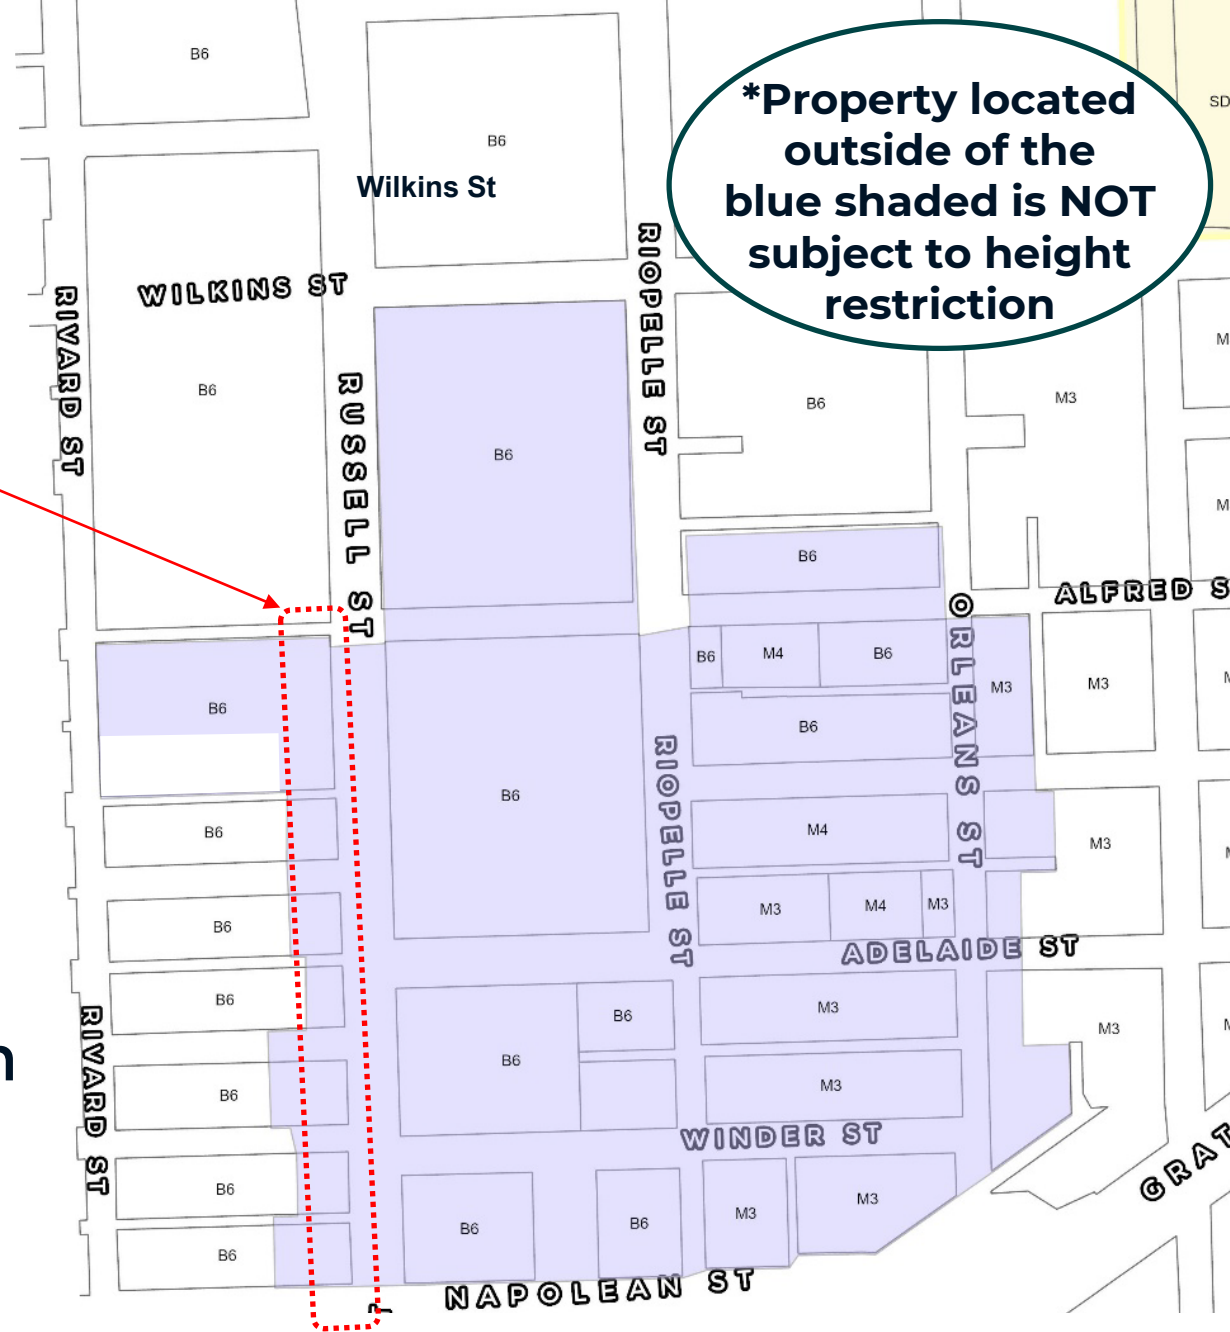 B6
*Property located
outside of the
blue shaded is NOT
subject to height
restriction
SD
B6
Wilkins St
RIOPELLE ST
WILKINS ST
RIVARD ST
M
B6
RUSSELL ST
B6
M3
B6
M
B6
ALFRED S
ORLEANS ST
B6
M4
B6
M3
M3
B6
B6
RIOPELLE ST
B6
M4
B6
M3
B6
M3
M4
M3
ADELAIDE ST
B6
M3
B6
B6
M3
RIVARD ST
n
B6
M3
B6
WINDER ST
GRAT
B6
M3
M3
B6
B6
B6
NAPOLEAN ST